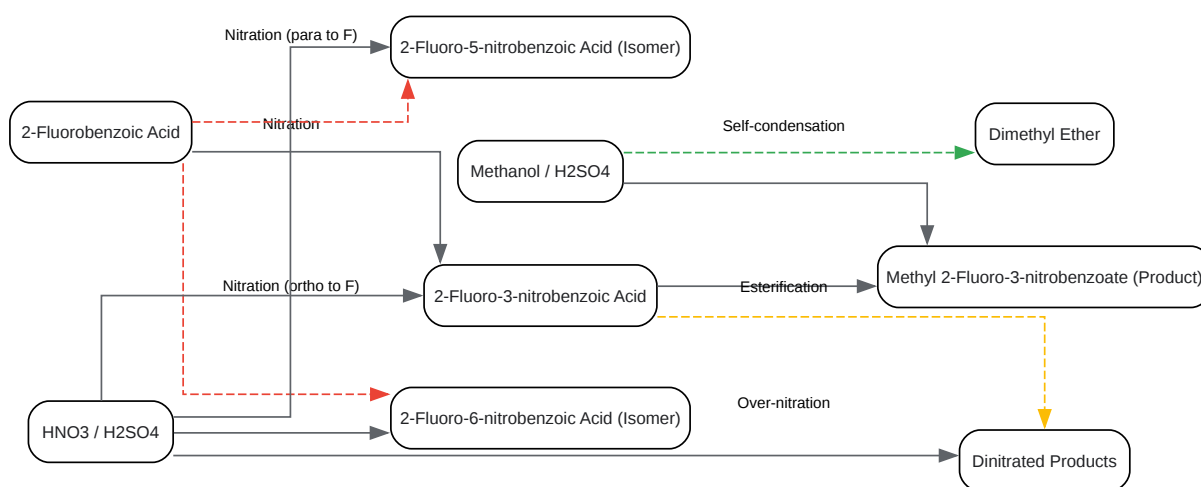 Nitration (para to F)
2-Fluoro-5-nitrobenzoic Acid (Isomer)
2-Fluorobenzoic Acid
Nitration
Self-condensation
Dimethyl Ether
Methanol / H2SO4
Nitration (ortho to F)
2-Fluoro-3-nitrobenzoic Acid
Esterification
Methyl 2-Fluoro-3-nitrobenzoate (Product)
HNO3 / H2SO4
2-Fluoro-6-nitrobenzoic Acid (Isomer)
Over-nitration
Dinitrated Products